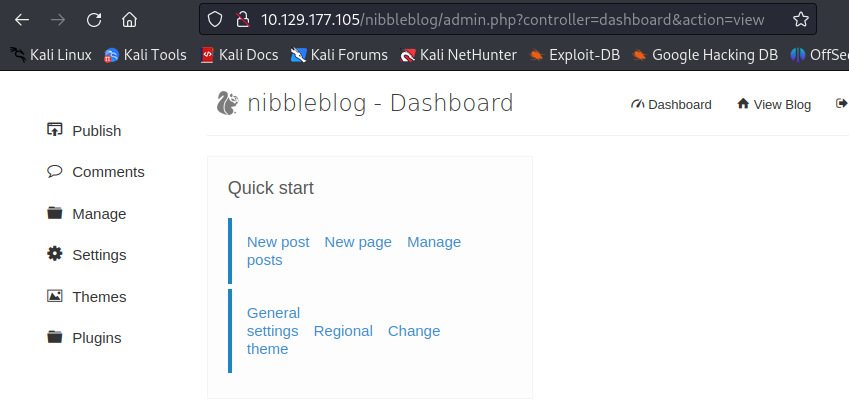 10.129.177.105/nibbleblog/admin.php?controller=dashboard&action=view
Kali Linux Kali Tools Kali Docs Kali Forums Kali NetHunter Exploit-DB Google Hacking DB OffSec
nibbleblog - Dashboard
Dashboard View Blog
Publish
Comments
Manage
Settings
Themes
Plugins
Quick start
New post New page Manage
posts
General
settings Regional Change
theme